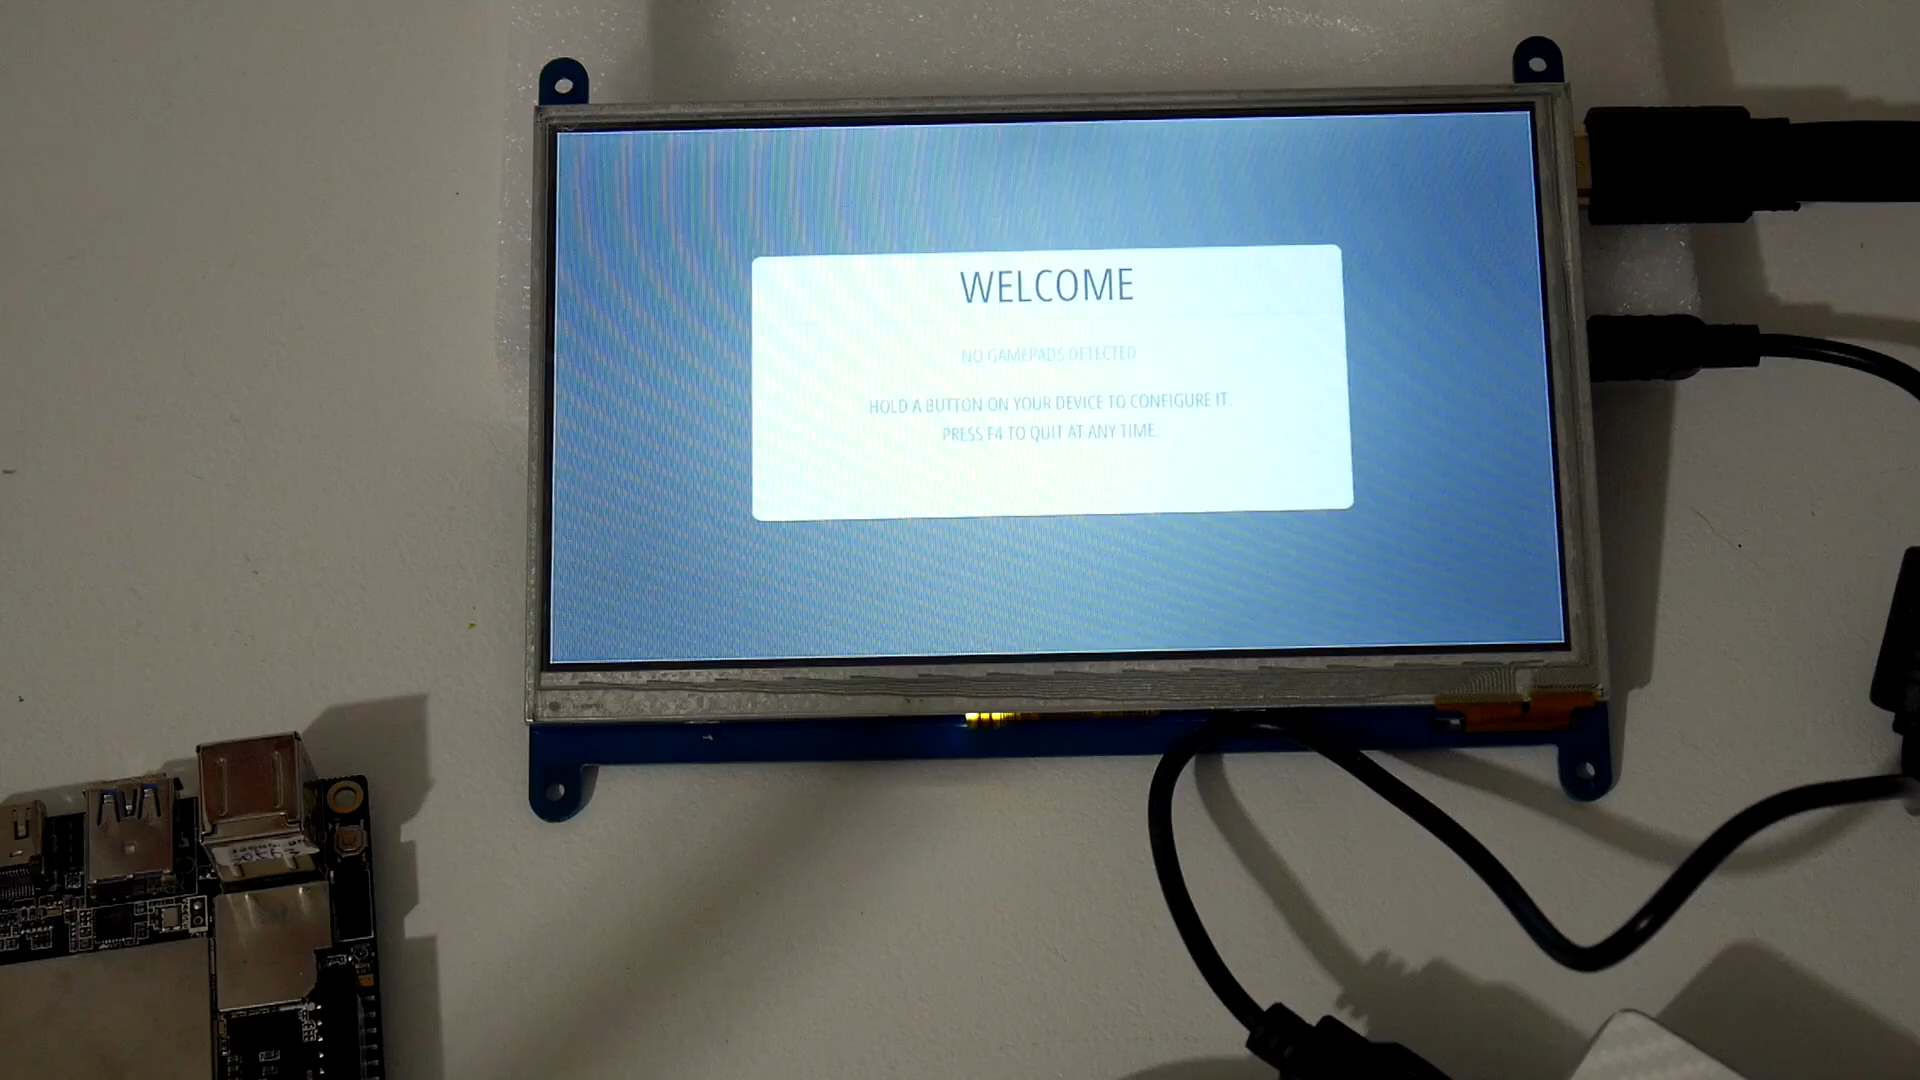 WELCOME
NO GAMEPADS DETECTED
HOLD A BUTTON ON YOUR DEVICE TO CONFIGURE IT.
PRESS F4 TO QUIT AT ANY TIME.